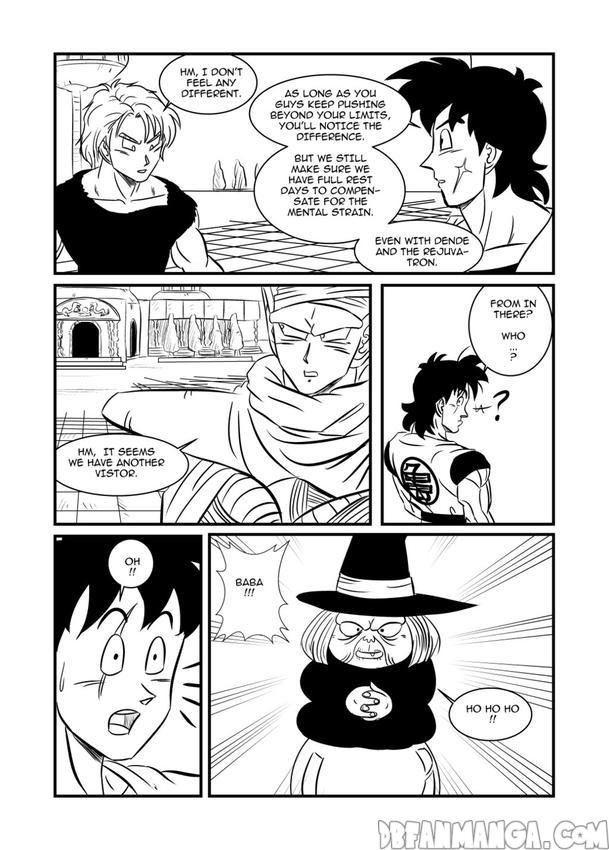 HM, I DON'T
FEEL ANY
DIFFERENT.
AS LONG AS YOU
GUYS KEEP PUSHING
BEYOND YOUR LIMITS,
YOU'LL NOTICE THE
DIFFERENCE.
BUT WE STILL
MAKE SURE WE
HAVE FULL REST
DAYS TO COMPEN-
SATE FOR THE
MENTAL STRAIN.
EVEN WITH DENDE
AND THE REJUVA-
TRON.
HM, IT SEEMS
WE HAVE ANOTHER
VISTOR.
FROM IN
THERE?
WHO
...
?
?
亀
OH
!!
BABA
!!!
HO HO HO
!!
DBFANMANGA.COM